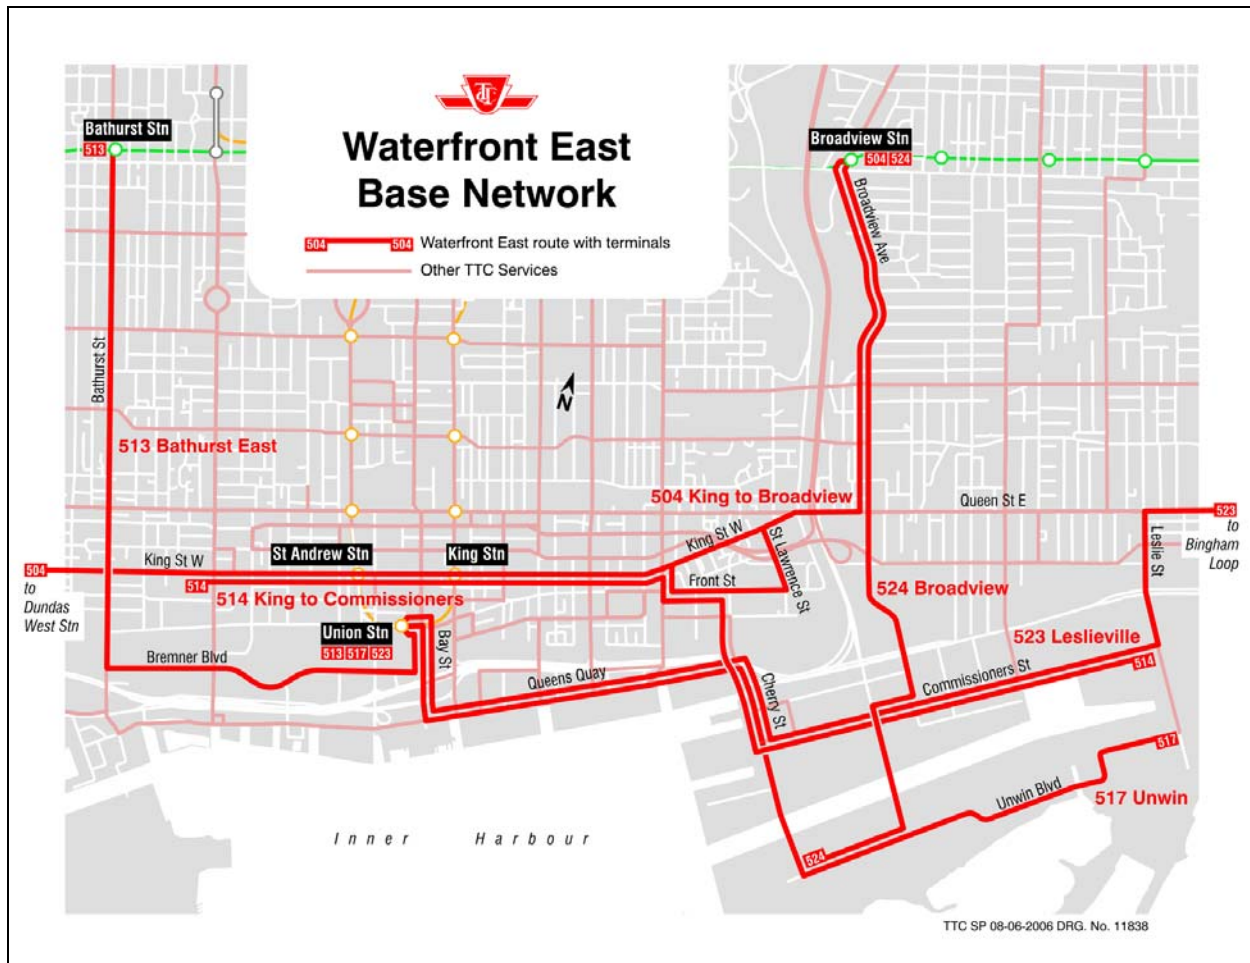 TTC
Waterfront East
Base Network
504 504 Waterfront East route with terminals
Other TTC Services
Bathurst Stn
513
Broadview Stn
504 524
Broadview Ave
Bathurst St
N
513 Bathurst East
504 King to Broadview
Queen St E
523
to
Bingham
Loop
Leslie St
King St W
St Lawrence St
King St W
St Andrew Stn
King Stn
504
to
Dundas
West Stn
514
514 King to Commissioners
Front St
524 Broadview
Union Stn
513 517 523
Bay St
523 Leslieville
514
Bremner Blvd
Queens Quay
Cherry St
Commissioners St
517
Unwin Blvd
517 Unwin
524
Inner Harbour
TTC SP 08-06-2006 DRG. No. 11838